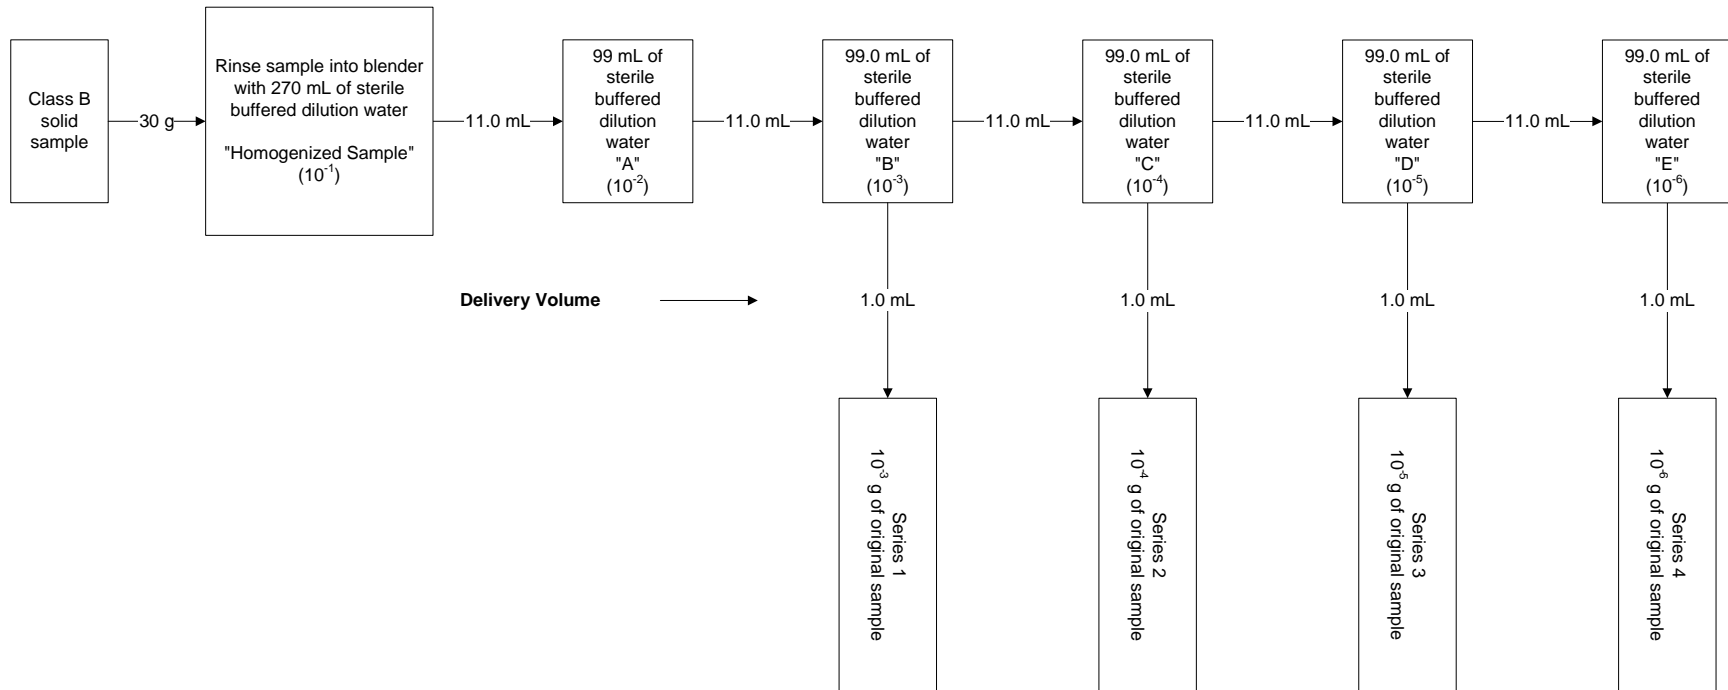 Class B
solid
sample
30 g
Rinse sample into blender
with 270 mL of sterile
buffered dilution water
"Homogenized Sample"
(10⁻¹)
11.0 mL
99 mL of
sterile
buffered
dilution
water
"A"
(10⁻²)
11.0 mL
99.0 mL of
sterile
buffered
dilution
water
"B"
(10⁻³)
11.0 mL
99.0 mL of
sterile
buffered
dilution
water
"C"
(10⁻⁴)
11.0 mL
99.0 mL of
sterile
buffered
dilution
water
"D"
(10⁻⁵)
11.0 mL
99.0 mL of
sterile
buffered
dilution
water
"E"
(10⁻⁶)
Delivery Volume
1.0 mL
1.0 mL
1.0 mL
1.0 mL
Series 1
10⁻³ g of original sample
Series 2
10⁻⁴ g of original sample
Series 3
10⁻⁵ g of original sample
Series 4
10⁻⁶ g of original sample